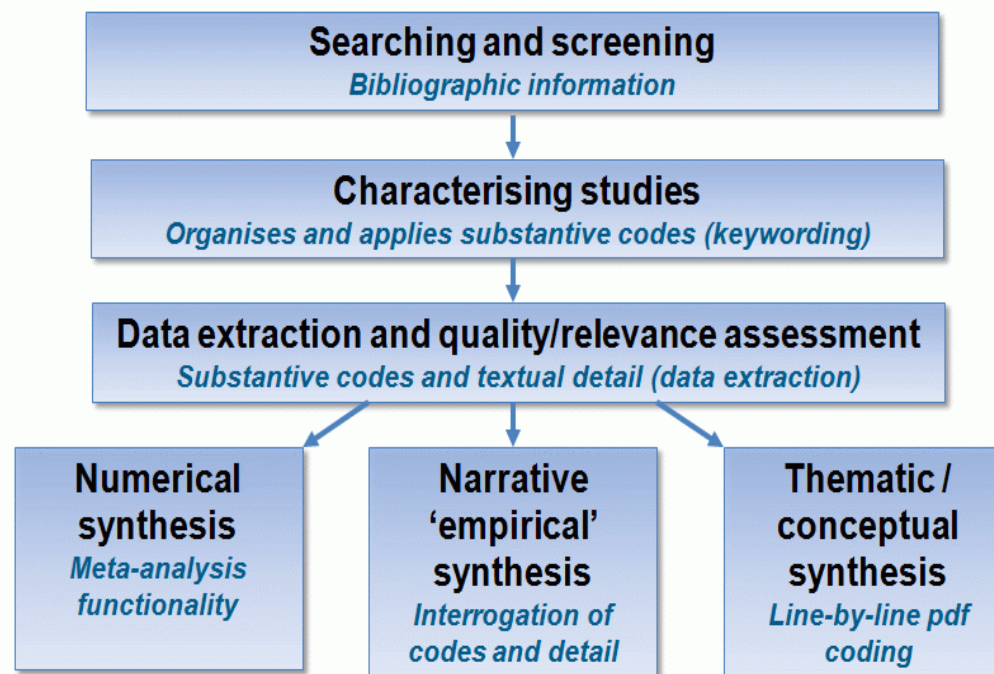 Searching and screening
Bibliographic information
Characterising studies
Organises and applies substantive codes (keywording)
Data extraction and quality/relevance assessment
Substantive codes and textual detail (data extraction)
Numerical
synthesis
Meta-analysis
functionality
Narrative
‘empirical’
synthesis
Interrogation of
codes and detail
Thematic /
conceptual
synthesis
Line-by-line pdf
coding